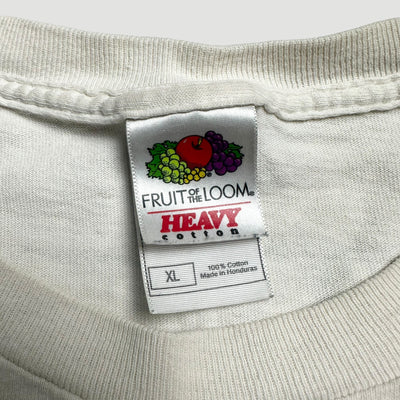 FRUIT OF THE LOOM®
HEAVY
cotton
XL
100% Cotton
Made in Honduras